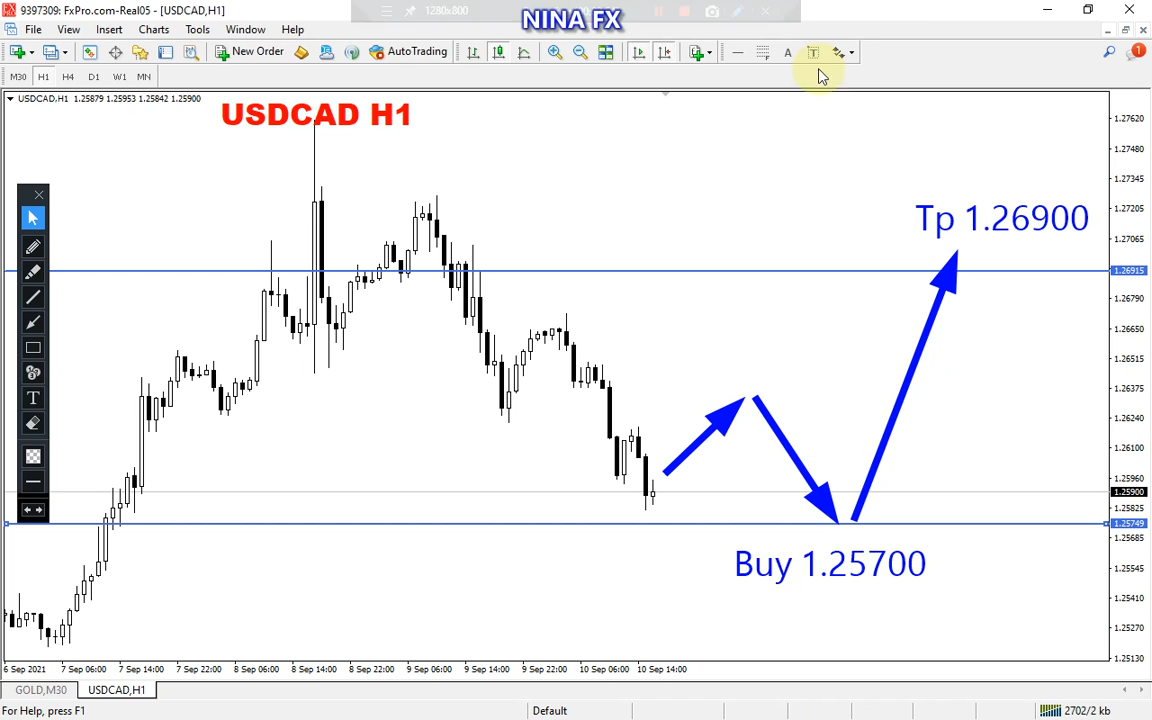 9397309: FxPro.com-Real05 - [USDCAD,H1]
1280x800
NINA FX
File View Insert Charts Tools Window Help
New Order
AutoTrading
A
T
1
M30 H1 H4 D1 W1 MN
USDCAD,H1 1.25879 1.25953 1.25842 1.25900
USDCAD H1
Tp 1.26900
Buy 1.25700
T
1.27620
1.27480
1.27345
1.27205
1.27065
1.26915
1.26790
1.26650
1.26515
1.26375
1.26240
1.26100
1.25960
1.25900
1.25825
1.25749
1.25685
1.25545
1.25410
1.25270
1.25130
6 Sep 2021 7 Sep 06:00 7 Sep 14:00 7 Sep 22:00 8 Sep 06:00 8 Sep 14:00 8 Sep 22:00 9 Sep 06:00 9 Sep 14:00 9 Sep 22:00 10 Sep 06:00 10 Sep 14:00
GOLD,M30 USDCAD,H1
For Help, press F1
Default
2702/2 kb